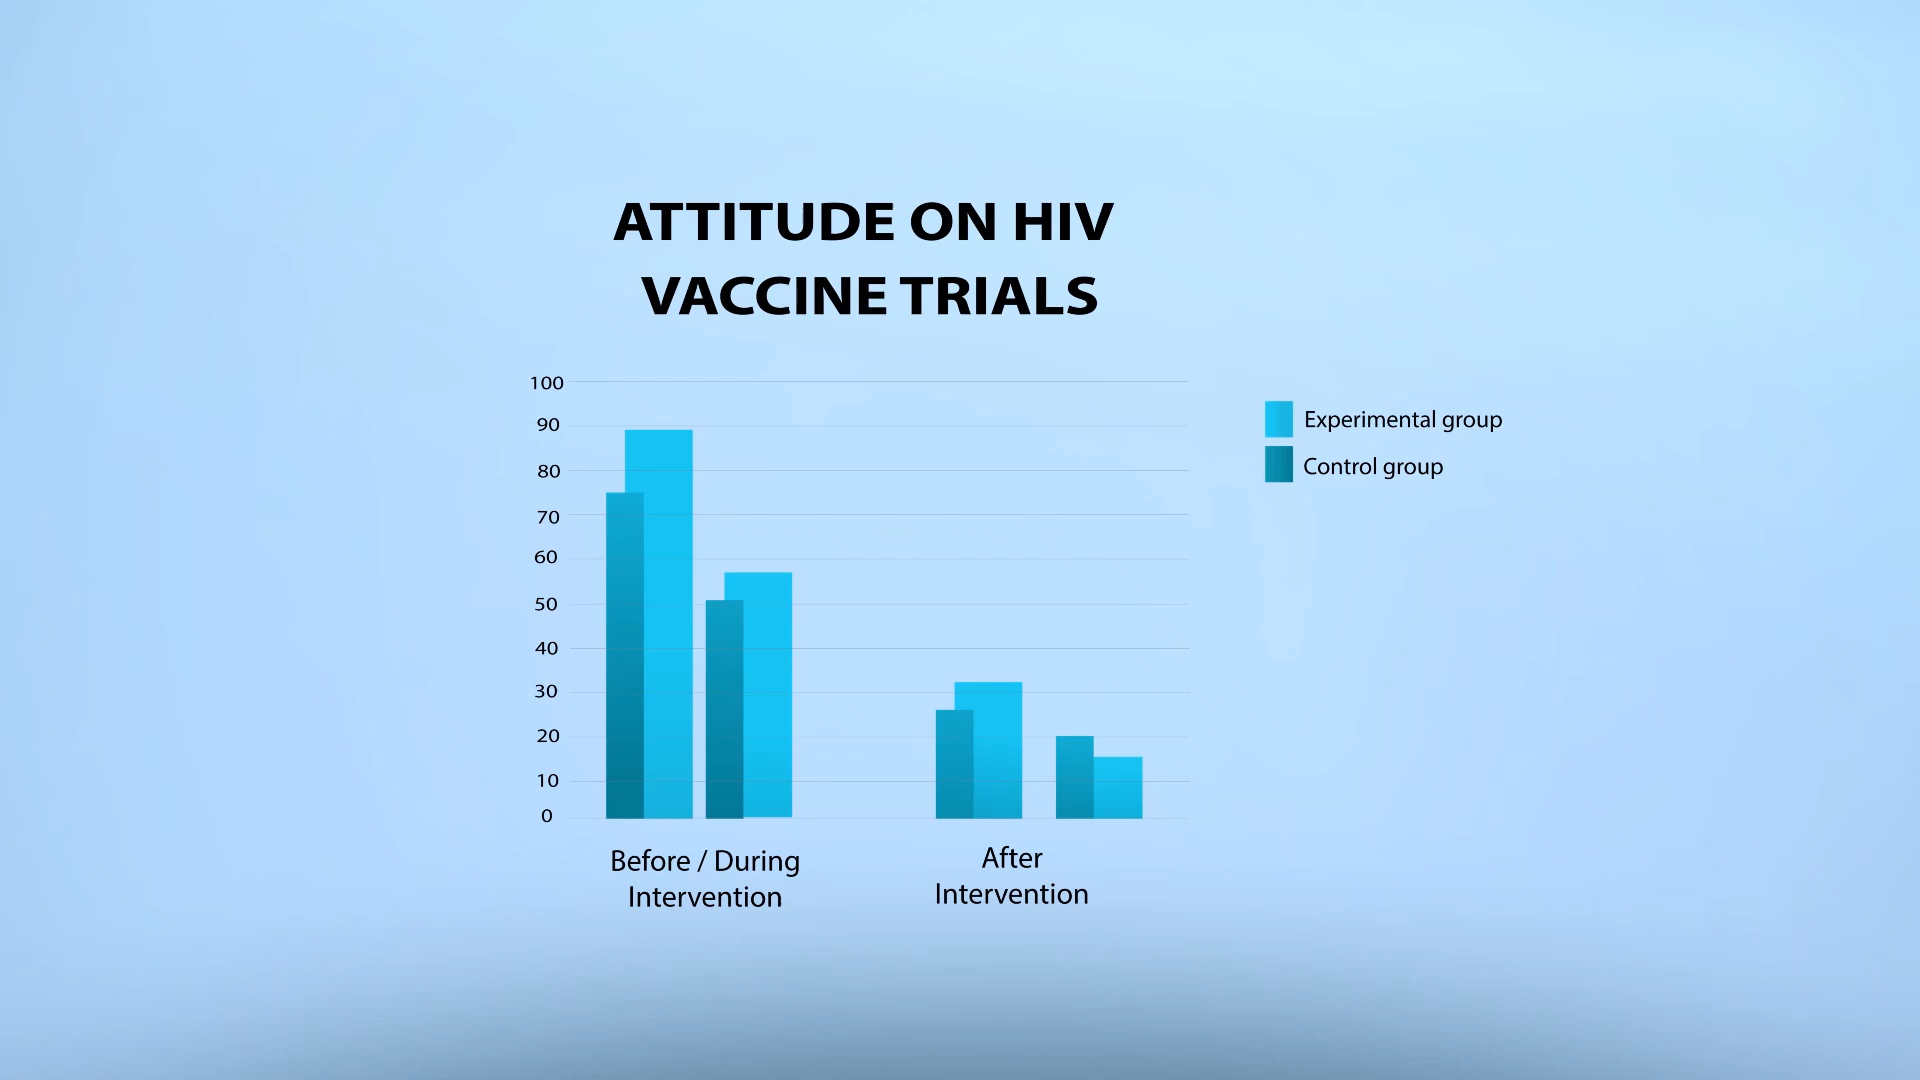 ATTITUDE ON HIV
VACCINE TRIALS
100
90
80
70
60
50
40
30
20
10
0
Before / During
Intervention
After
Intervention
Experimental group
Control group